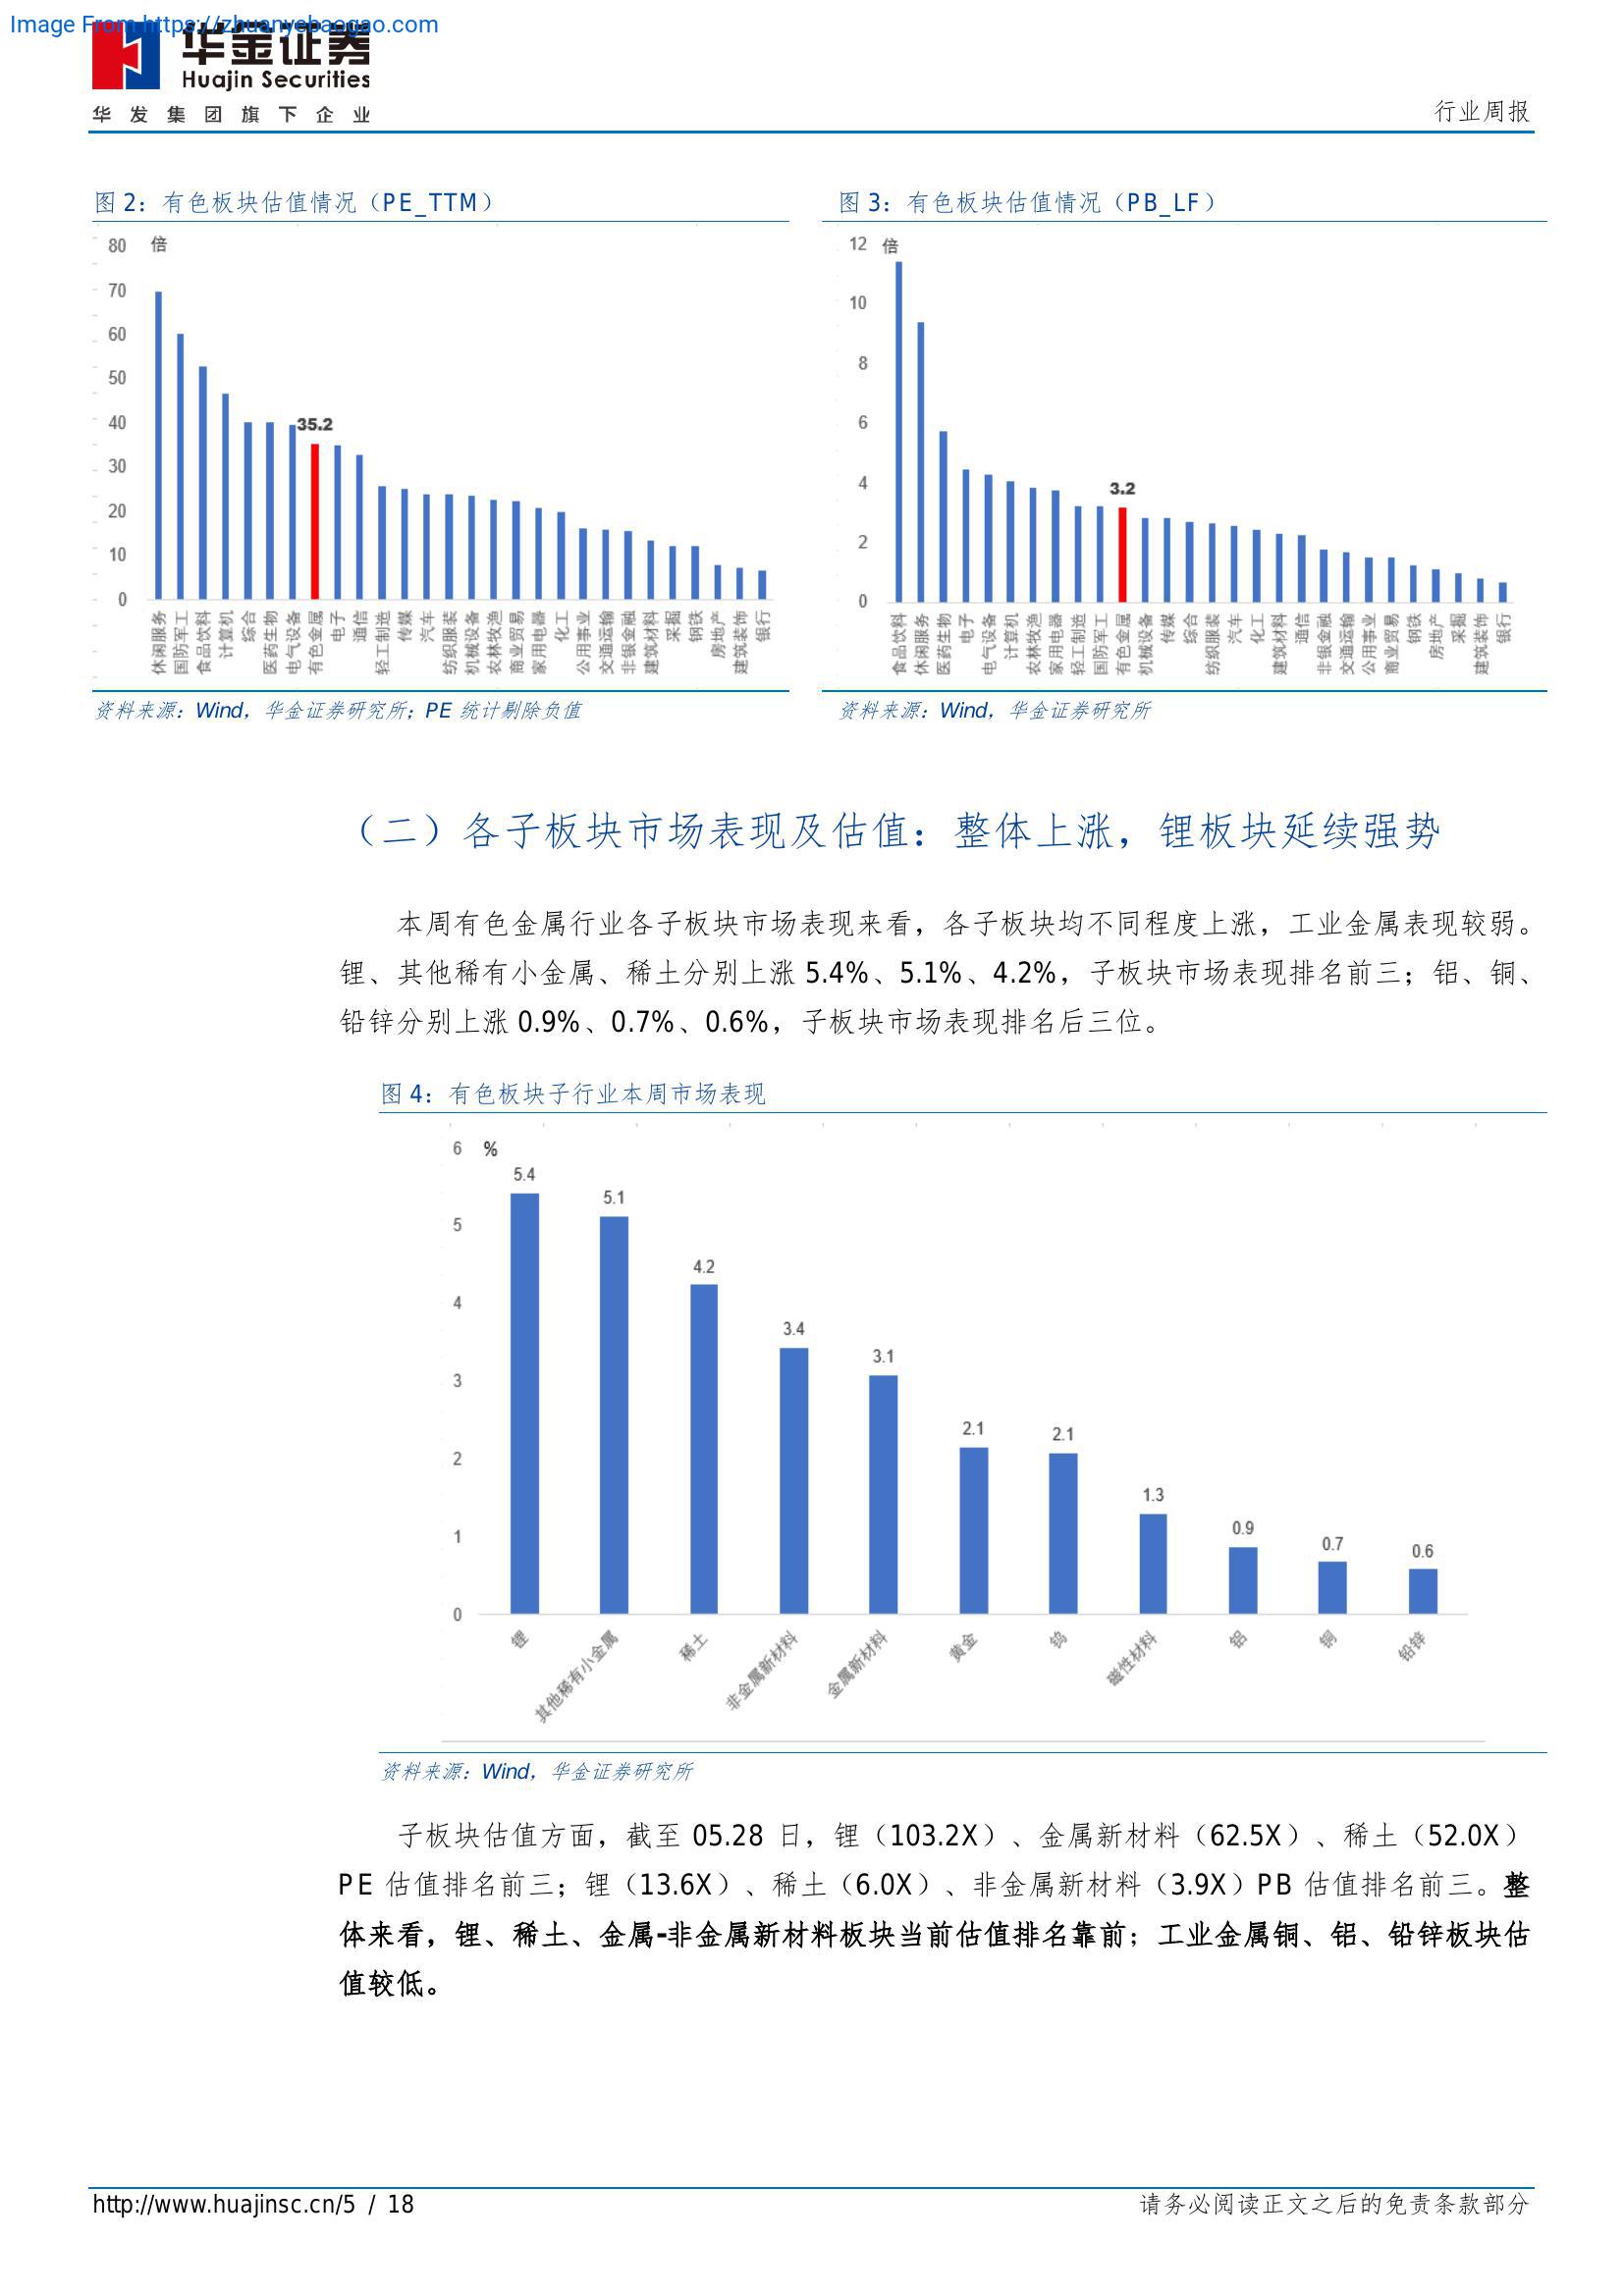 Image From https://zhuanyebaogao.com
华金证券
Huajin Securities
华发集团旗下企业
行业周报
图 2：有色板块估值情况（PE_TTM）
80 倍
70
60
50
40
30
20
10
0
35.2
休闲服务 国防军工 食品饮料 计算机 综合 医药生物 电气设备 有色金属 电子 通信 轻工制造 传媒 汽车 纺织服装 机械设备 农林牧渔 商业贸易 家用电器 化工 公用事业 交通运输 非银金融 建筑材料 采掘 钢铁 房地产 建筑装饰 银行
资料来源：Wind，华金证券研究所；PE 统计剔除负值
图 3：有色板块估值情况（PB_LF）
12 倍
10
8
6
4
2
0
3.2
食品饮料 休闲服务 医药生物 电子 电气设备 计算机 农林牧渔 家用电器 轻工制造 国防军工 有色金属 机械设备 传媒 综合 纺织服装 汽车 化工 建筑材料 通信 非银金融 交通运输 公用事业 商业贸易 钢铁 房地产 采掘 建筑装饰 银行
资料来源：Wind，华金证券研究所
（二）各子板块市场表现及估值：整体上涨，锂板块延续强势
本周有色金属行业各子板块市场表现来看，各子板块均不同程度上涨，工业金属表现较弱。
锂、其他稀有小金属、稀土分别上涨 5.4%、5.1%、4.2%，子板块市场表现排名前三；铝、铜、
铅锌分别上涨 0.9%、0.7%、0.6%，子板块市场表现排名后三位。
图 4：有色板块子行业本周市场表现
6 %
5
4
3
2
1
0
5.4 5.1 4.2 3.4 3.1 2.1 2.1 1.3 0.9 0.7 0.6
锂 其他稀有小金属 稀土 非金属新材料 金属新材料 黄金 钨 磁性材料 铝 铜 铅锌
资料来源：Wind，华金证券研究所
子板块估值方面，截至 05.28 日，锂（103.2X）、金属新材料（62.5X）、稀土（52.0X）
PE 估值排名前三；锂（13.6X）、稀土（6.0X）、非金属新材料（3.9X）PB 估值排名前三。整
体来看，锂、稀土、金属-非金属新材料板块当前估值排名靠前；工业金属铜、铝、铅锌板块估
值较低。
http://www.huajinsc.cn/5 / 18
请务必阅读正文之后的免责条款部分